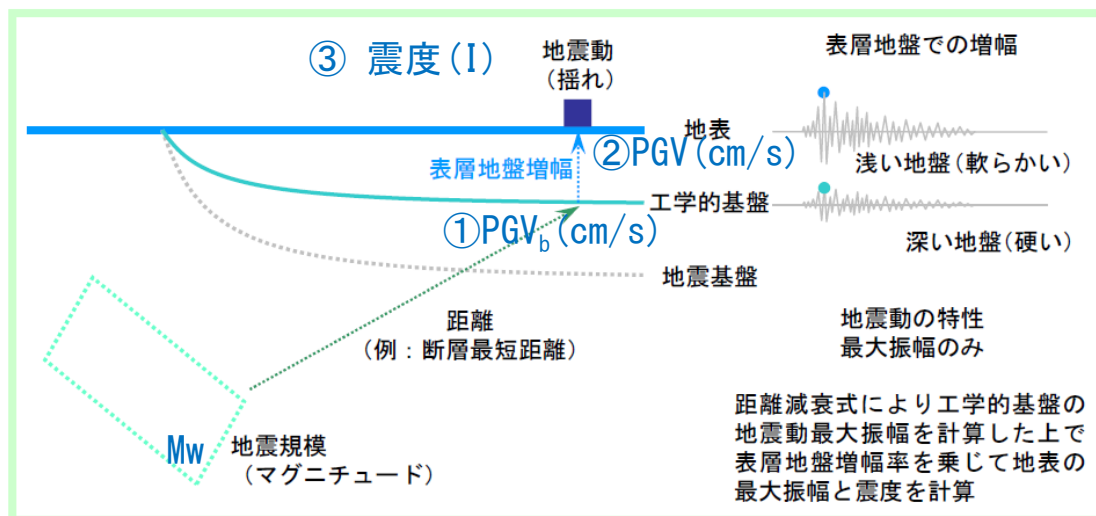 ③ 震度(I)
地震動
(揺れ)
表層地盤での増幅
地表
②PGV(cm/s)
浅い地盤(軟らかい)
表層地盤増幅
工学的基盤
①PGVb(cm/s)
深い地盤(硬い)
地震基盤
距離
(例：断層最短距離)
地震動の特性
最大振幅のみ
Mw
地震規模
(マグニチュード)
距離減衰式により工学的基盤の
地震動最大振幅を計算した上で
表層地盤増幅率を乗じて地表の
最大振幅と震度を計算